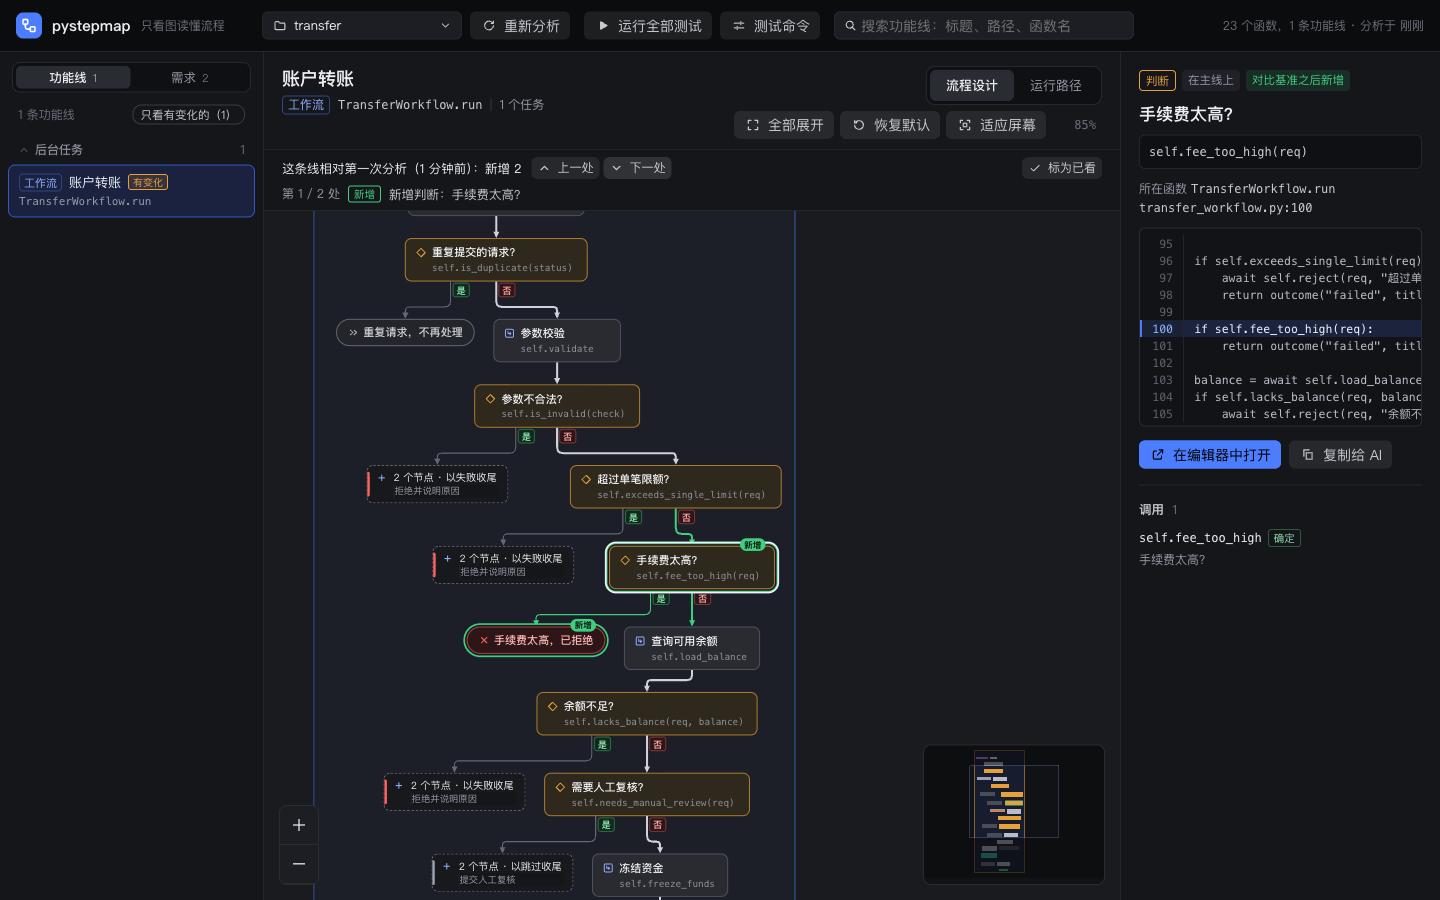 pystepmap 只看图读懂流程
transfer
重新分析
运行全部测试
测试命令
搜索功能线：标题、路径、函数名
23 个函数，1 条功能线 · 分析于 刚刚
功能线 1
需求 2
1 条功能线
只看有变化的（1）
后台任务 1
工作流 账户转账 有变化
TransferWorkflow.run
账户转账
工作流 TransferWorkflow.run | 1 个任务
流程设计 运行路径
全部展开 恢复默认 适应屏幕 85%
这条线相对第一次分析（1 分钟前）：新增 2 上一处 下一处 标为已看
第 1 / 2 处 新增 新增判断：手续费太高？
重复提交的请求？
self.is_duplicate(status)
是 否
重复请求，不再处理
参数校验
self.validate
参数不合法？
self.is_invalid(check)
是 否
2 个节点 · 以失败收尾
拒绝并说明原因
超过单笔限额？
self.exceeds_single_limit(req)
是 否
2 个节点 · 以失败收尾
拒绝并说明原因
新增
手续费太高？
self.fee_too_high(req)
是 否
新增
手续费太高，已拒绝
查询可用余额
self.load_balance
余额不足？
self.lacks_balance(req, balance)
是 否
2 个节点 · 以失败收尾
拒绝并说明原因
需要人工复核？
self.needs_manual_review(req)
是 否
2 个节点 · 以跳过收尾
提交人工复核
冻结资金
self.freeze_funds
判断 在主线上 对比基准之后新增
手续费太高？
self.fee_too_high(req)
所在函数 TransferWorkflow.run
transfer_workflow.py:100
95
96 if self.exceeds_single_limit(req)
97 await self.reject(req, "超过单
98 return outcome("failed", titl
99
100 if self.fee_too_high(req):
101 return outcome("failed", titl
102
103 balance = await self.load_balance
104 if self.lacks_balance(req, balanc
105 await self.reject(req, "余额不
在编辑器中打开 复制给 AI
调用 1
self.fee_too_high 确定
手续费太高？